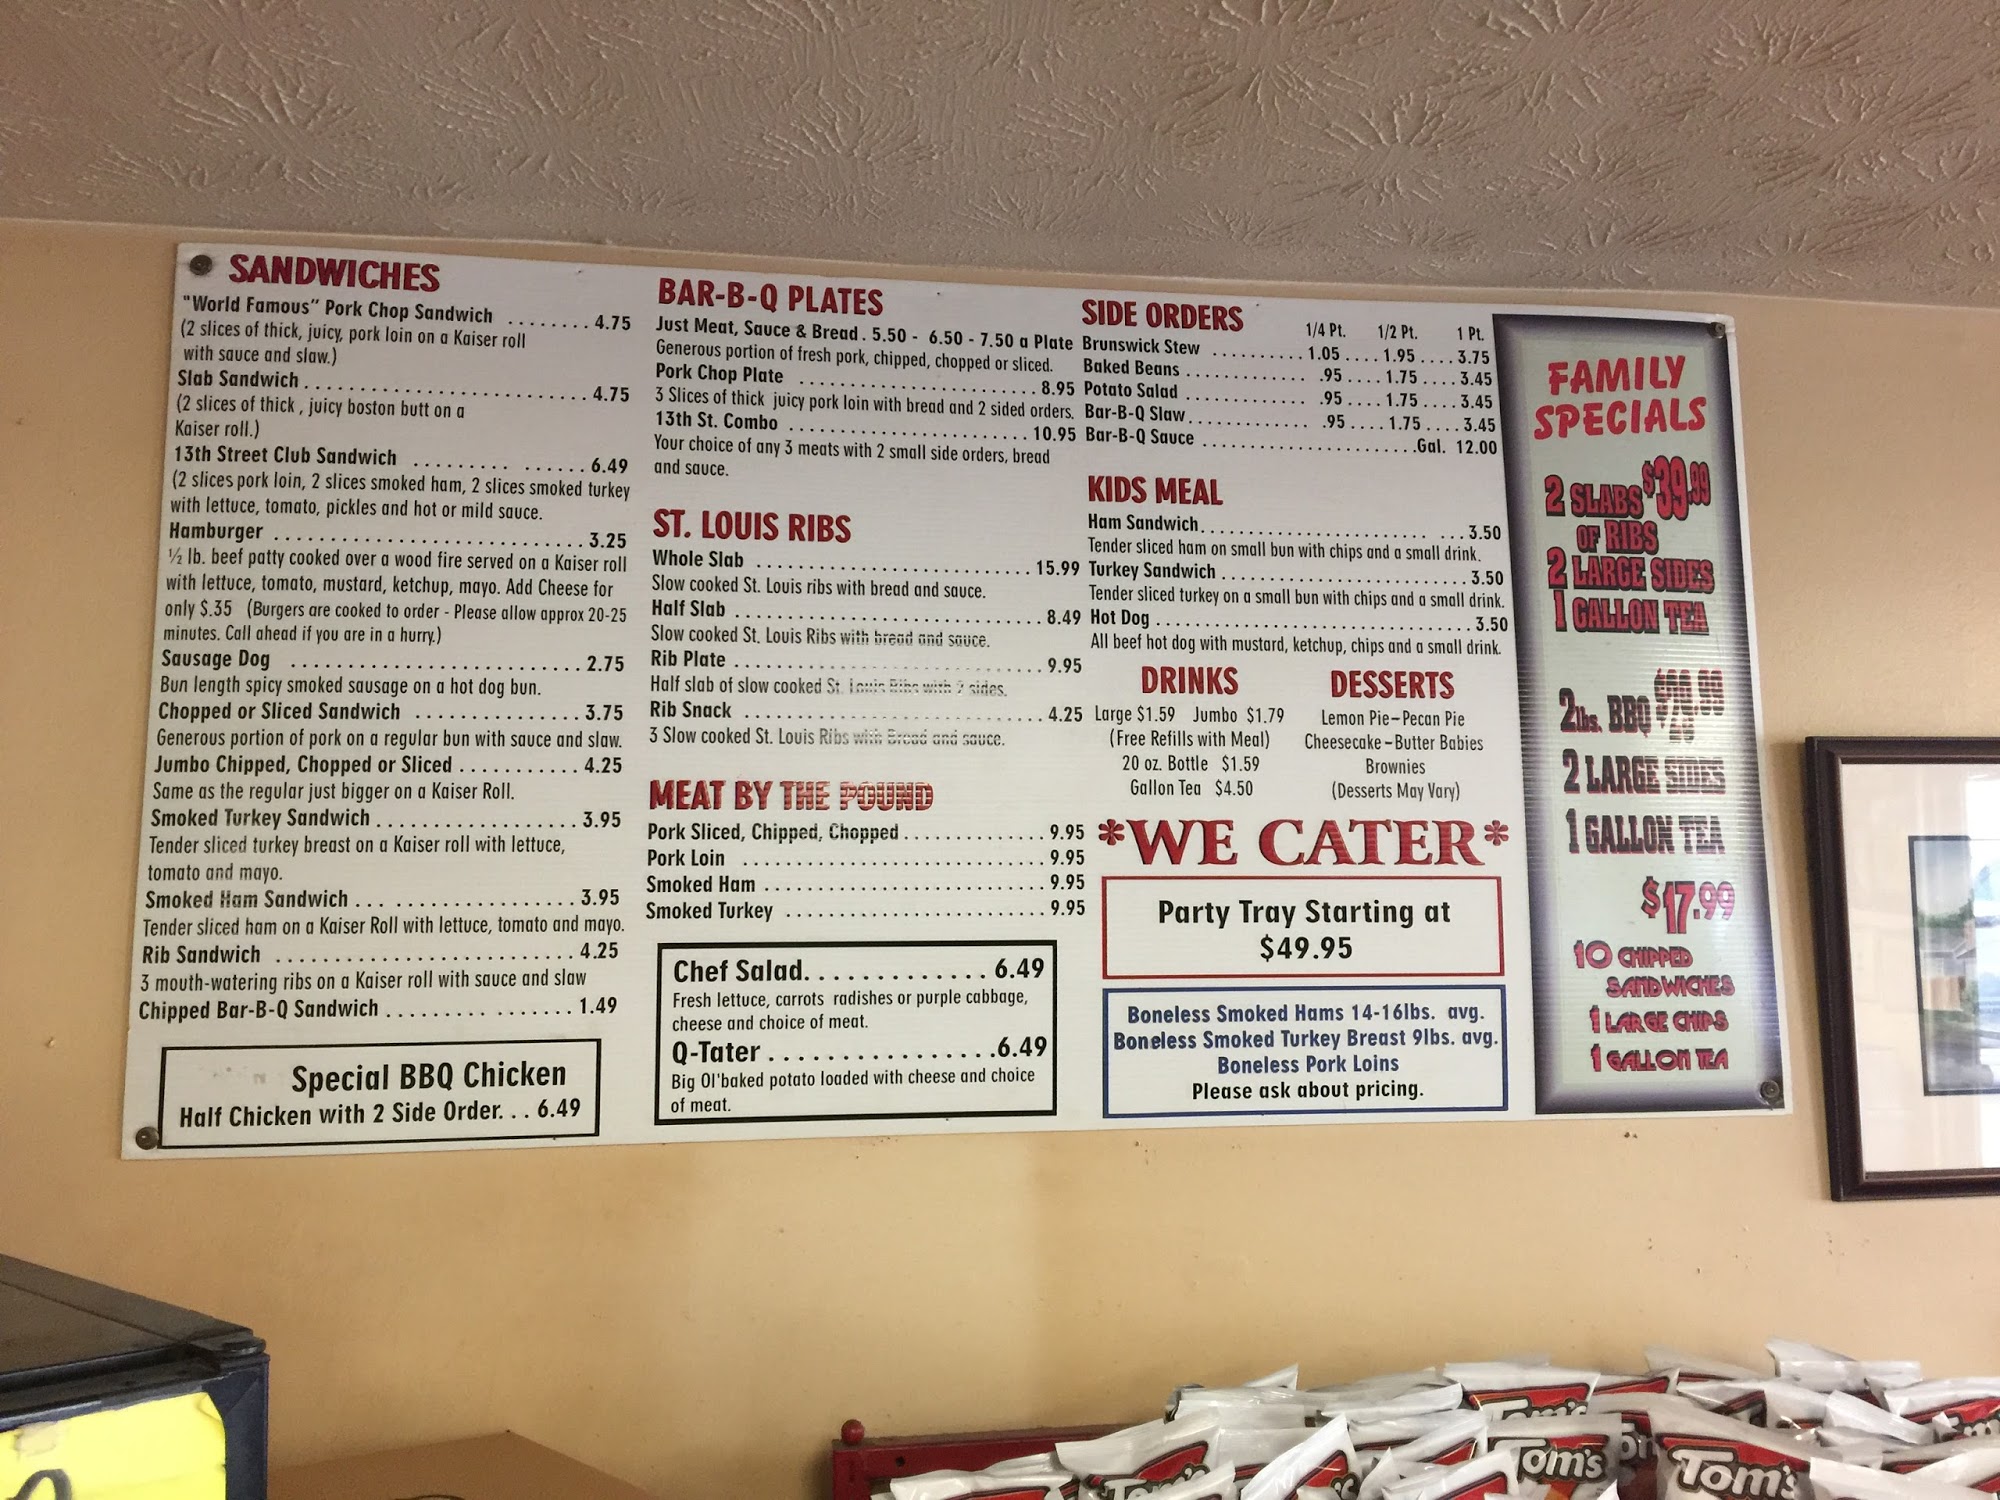 SANDWICHES
"World Famous" Pork Chop Sandwich ........ 4.75
(2 slices of thick, juicy, pork loin on a Kaiser roll
with sauce and slaw.)
Slab Sandwich ........ 4.75
(2 slices of thick , juicy boston butt on a
Kaiser roll.)
13th Street Club Sandwich ........ 6.49
(2 slices pork loin, 2 slices smoked ham, 2 slices smoked turkey
with lettuce, tomato, pickles and hot or mild sauce.
Hamburger ........ 3.25
½ lb. beef patty cooked over a wood fire served on a Kaiser roll
with lettuce, tomato, mustard, ketchup, mayo. Add Cheese for
only $.35 (Burgers are cooked to order - Please allow approx 20-25
minutes. Call ahead if you are in a hurry.)
Sausage Dog ........ 2.75
Bun length spicy smoked sausage on a hot dog bun.
Chopped or Sliced Sandwich ........ 3.75
Generous portion of pork on a regular bun with sauce and slaw.
Jumbo Chipped, Chopped or Sliced ........ 4.25
Same as the regular just bigger on a Kaiser Roll.
Smoked Turkey Sandwich ........ 3.95
Tender sliced turkey breast on a Kaiser roll with lettuce,
tomato and mayo.
Smoked Ham Sandwich ........ 3.95
Tender sliced ham on a Kaiser Roll with lettuce, tomato and mayo.
Rib Sandwich ........ 4.25
3 mouth-watering ribs on a Kaiser roll with sauce and slaw
Chipped Bar-B-Q Sandwich ........ 1.49
Special BBQ Chicken
Half Chicken with 2 Side Order. . . 6.49
BAR-B-Q PLATES
Just Meat, Sauce & Bread . 5.50 - 6.50 - 7.50 a Plate
Generous portion of fresh pork, chipped, chopped or sliced.
Pork Chop Plate ........ 8.95
3 Slices of thick juicy pork loin with bread and 2 sided orders.
13th St. Combo ........ 10.95
Your choice of any 3 meats with 2 small side orders, bread
and sauce.
ST. LOUIS RIBS
Whole Slab ........ 15.99
Slow cooked St. Louis ribs with bread and sauce.
Half Slab ........ 8.49
Slow cooked St. Louis Ribs with bread and sauce.
Rib Plate ........ 9.95
Half slab of slow cooked St. Louis Ribs with 2 sides.
Rib Snack ........ 4.25
3 Slow cooked St. Louis Ribs with Bread and sauce.
MEAT BY THE POUND
Pork Sliced, Chipped, Chopped ........ 9.95
Pork Loin ........ 9.95
Smoked Ham ........ 9.95
Smoked Turkey ........ 9.95
Chef Salad ........ 6.49
Fresh lettuce, carrots radishes or purple cabbage,
cheese and choice of meat.
Q-Tater ........ 6.49
Big Ol'baked potato loaded with cheese and choice
of meat.
SIDE ORDERS
1/4 Pt. 1/2 Pt. 1 Pt.
Brunswick Stew ........ 1.05 .... 1.95 .... 3.75
Baked Beans ........ .95 .... 1.75 .... 3.45
Potato Salad ........ .95 .... 1.75 .... 3.45
Bar-B-Q Slaw ........ .95 .... 1.75 .... 3.45
Bar-B-Q Sauce ........ Gal. 12.00
KIDS MEAL
Ham Sandwich ........ 3.50
Tender sliced ham on small bun with chips and a small drink.
Turkey Sandwich ........ 3.50
Tender sliced turkey on a small bun with chips and a small drink.
Hot Dog ........ 3.50
All beef hot dog with mustard, ketchup, chips and a small drink.
DRINKS
Large $1.59 Jumbo $1.79
(Free Refills with Meal)
20 oz. Bottle $1.59
Gallon Tea $4.50
DESSERTS
Lemon Pie-Pecan Pie
Cheesecake-Butter Babies
Brownies
(Desserts May Vary)
*WE CATER*
Party Tray Starting at
$49.95
Boneless Smoked Hams 14-16lbs. avg.
Boneless Smoked Turkey Breast 9lbs. avg.
Boneless Pork Loins
Please ask about pricing.
FAMILY
SPECIALS
2 SLABS $39.99
OF RIBS
2 LARGE SIDES
1 GALLON TEA
2lbs. BBQ
2 LARGE SIDES
1 GALLON TEA
$17.99
10 CHIPPED
SANDWICHES
1 LARGE CHIPS
1 GALLON TEA
Tom's
Tom's